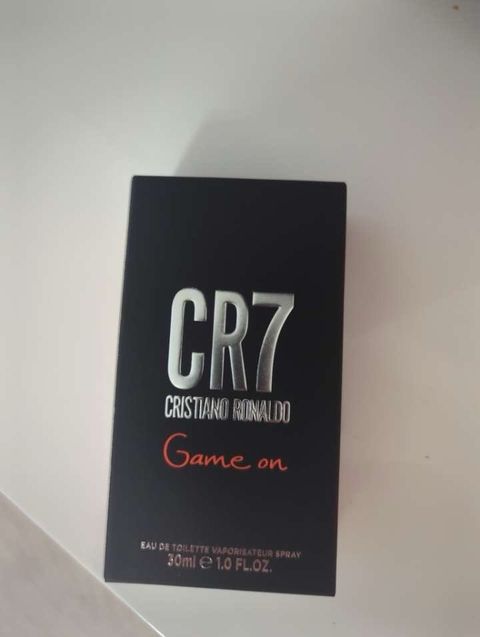 CR7
CRISTIANO RONALDO
Game on
EAU DE TOILETTE VAPORISATEUR SPRAY
30ml ℮ 1.0 FL.OZ.